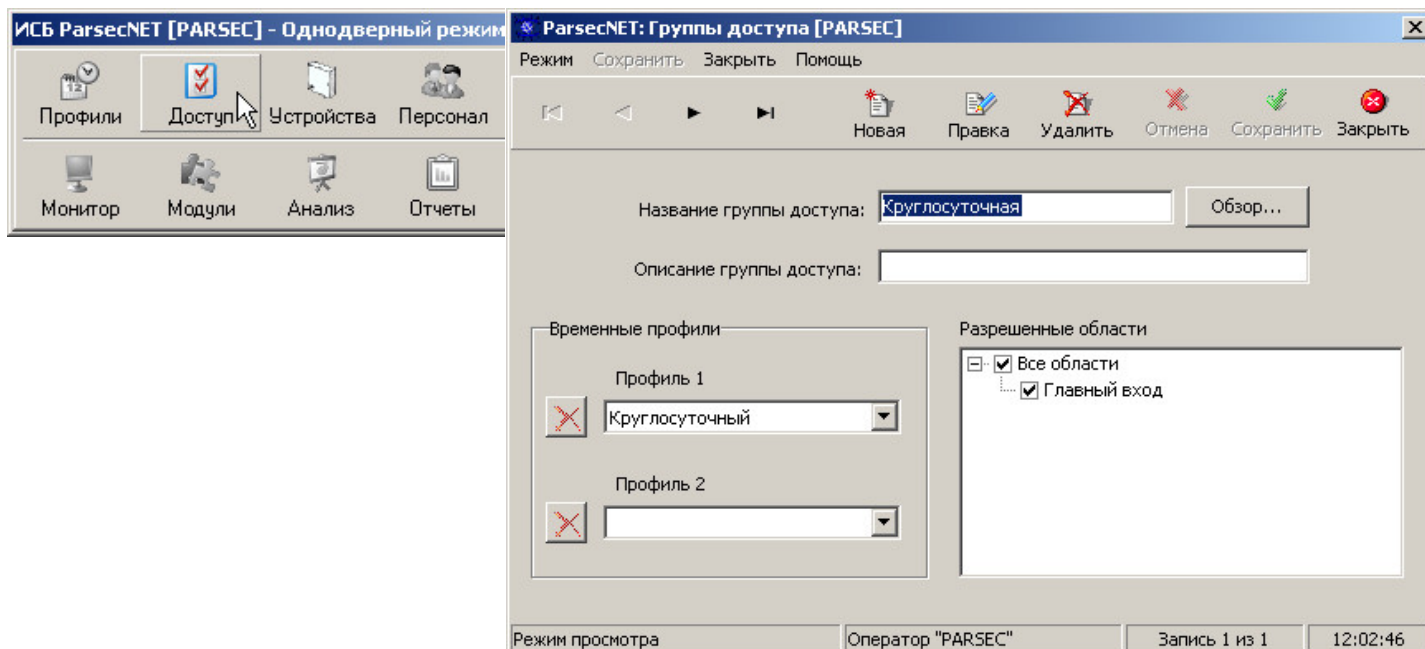 ИСБ ParsecNET [PARSEC] - Однодверный режим
Профили Доступ Устройства Персонал
Монитор Модули Анализ Отчеты
ParsecNET: Группы доступа [PARSEC]
Режим Сохранить Закрыть Помощь
Новая Правка Удалить Отмена Сохранить Закрыть
Название группы доступа: Круглосуточная Обзор...
Описание группы доступа:
Временные профили
Профиль 1
Круглосуточный
Профиль 2
Разрешенные области
Все области
Главный вход
Режим просмотра Оператор "PARSEC" Запись 1 из 1 12:02:46